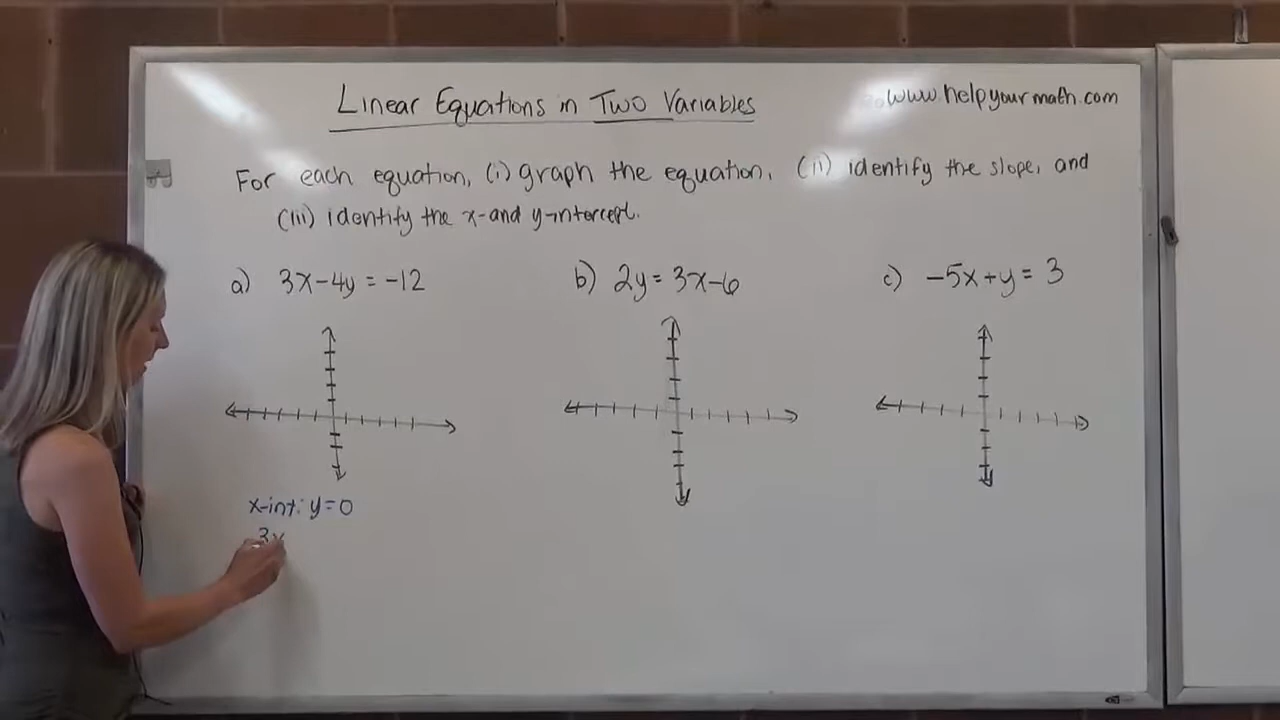 Linear Equations in Two Variables
www.helpyourmath.com
For each equation, (i) graph the equation, (ii) identify the slope, and
(iii) identify the x-and y-intercept.
a) 3x-4y = -12
b) 2y = 3x-6
c) -5x+y = 3
x-int: y=0
3x